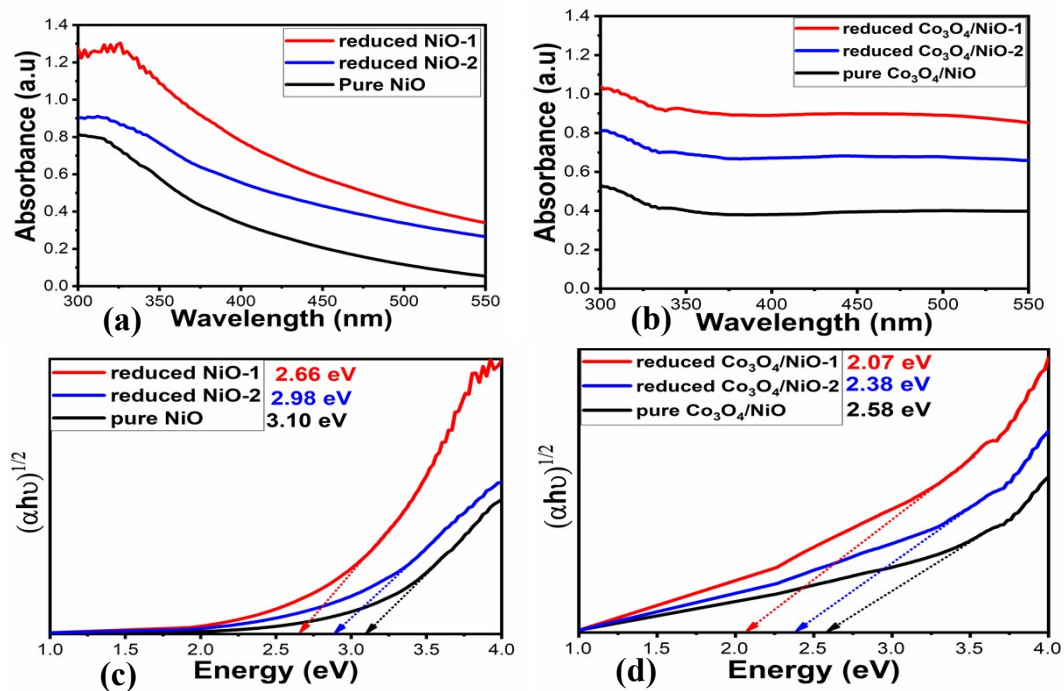 1.4
1.2
1.0
0.8
0.6
0.4
0.2
0.0
Absorbance (a.u)
reduced NiO-1
reduced NiO-2
Pure NiO
300 350 400 450 500 550
Wavelength (nm)
(a)
1.4
1.2
1.0
0.8
0.6
0.4
0.2
0.0
Absorbance (a.u)
reduced Co₃O₄/NiO-1
reduced Co₃O₄/NiO-2
pure Co₃O₄/NiO
300 350 400 450 500 550
Wavelength (nm)
(b)
(αhυ)^1/2
reduced NiO-1 2.66 eV
reduced NiO-2 2.98 eV
pure NiO 3.10 eV
1.0 1.5 2.0 2.5 3.0 3.5 4.0
Energy (eV)
(c)
(αhυ)^1/2
reduced Co₃O₄/NiO-1 2.07 eV
reduced Co₃O₄/NiO-2 2.38 eV
pure Co₃O₄/NiO 2.58 eV
1.0 1.5 2.0 2.5 3.0 3.5 4.0
Energy (eV)
(d)